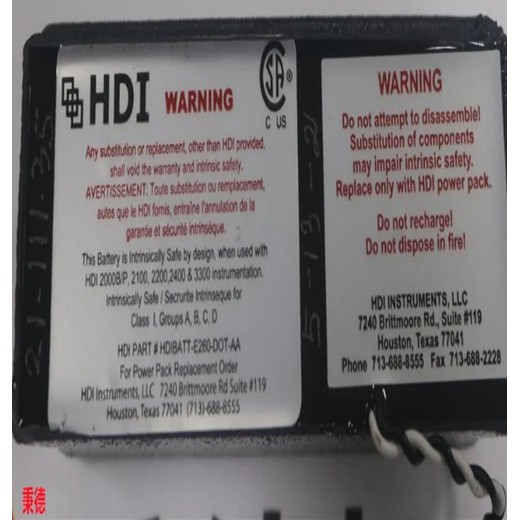 HDI WARNING
C US
Any substitution or replacement, other than HDI provided,
shall void the warranty and intrinsic safety.
AVERTISSEMENT: Toute substitution ou remplacement,
autes que le HDI fornis, entraîne l'annulation de la
garantie et sécurité intrinsèque.
This Battery is Intrinsically Safe by design, when used with
HDI 2000B/P, 2100, 2200,2400 & 3300 instrumentation.
Intrinsically Safe / Securite Intrinseque for
Class I, Groups A, B, C, D
HDI PART # HDIBATT-E260-DOT-AA
For Power Pack Replacement Order
HDI Instruments, LLC 7240 Brittmoore Rd Suite #119
Houston, Texas 77041 (713)-688-8555
WARNING
Do not attempt to disassemble!
Substitution of components
may impair intrinsic safety.
Replace only with HDI power pack.
Do not recharge!
Do not dispose in fire!
HDI INSTRUMENTS, LLC
7240 Brittmoore Rd., Suite #119
Houston, Texas 77041
Phone 713-688-8555 Fax 713-688-2228
秉德